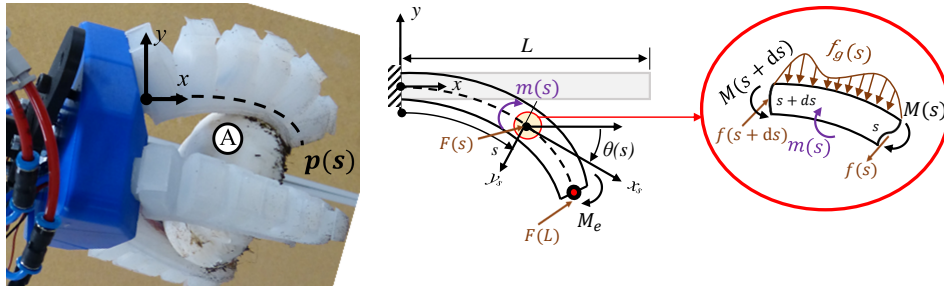 y
x
A
p(s)
y
L
x
m(s)
F(s)
s
θ(s)
y_s
x_s
M_e
F(L)
f_g(s)
M(s + ds)
M(s)
s + ds
s
f(s + ds)
m(s)
f(s)